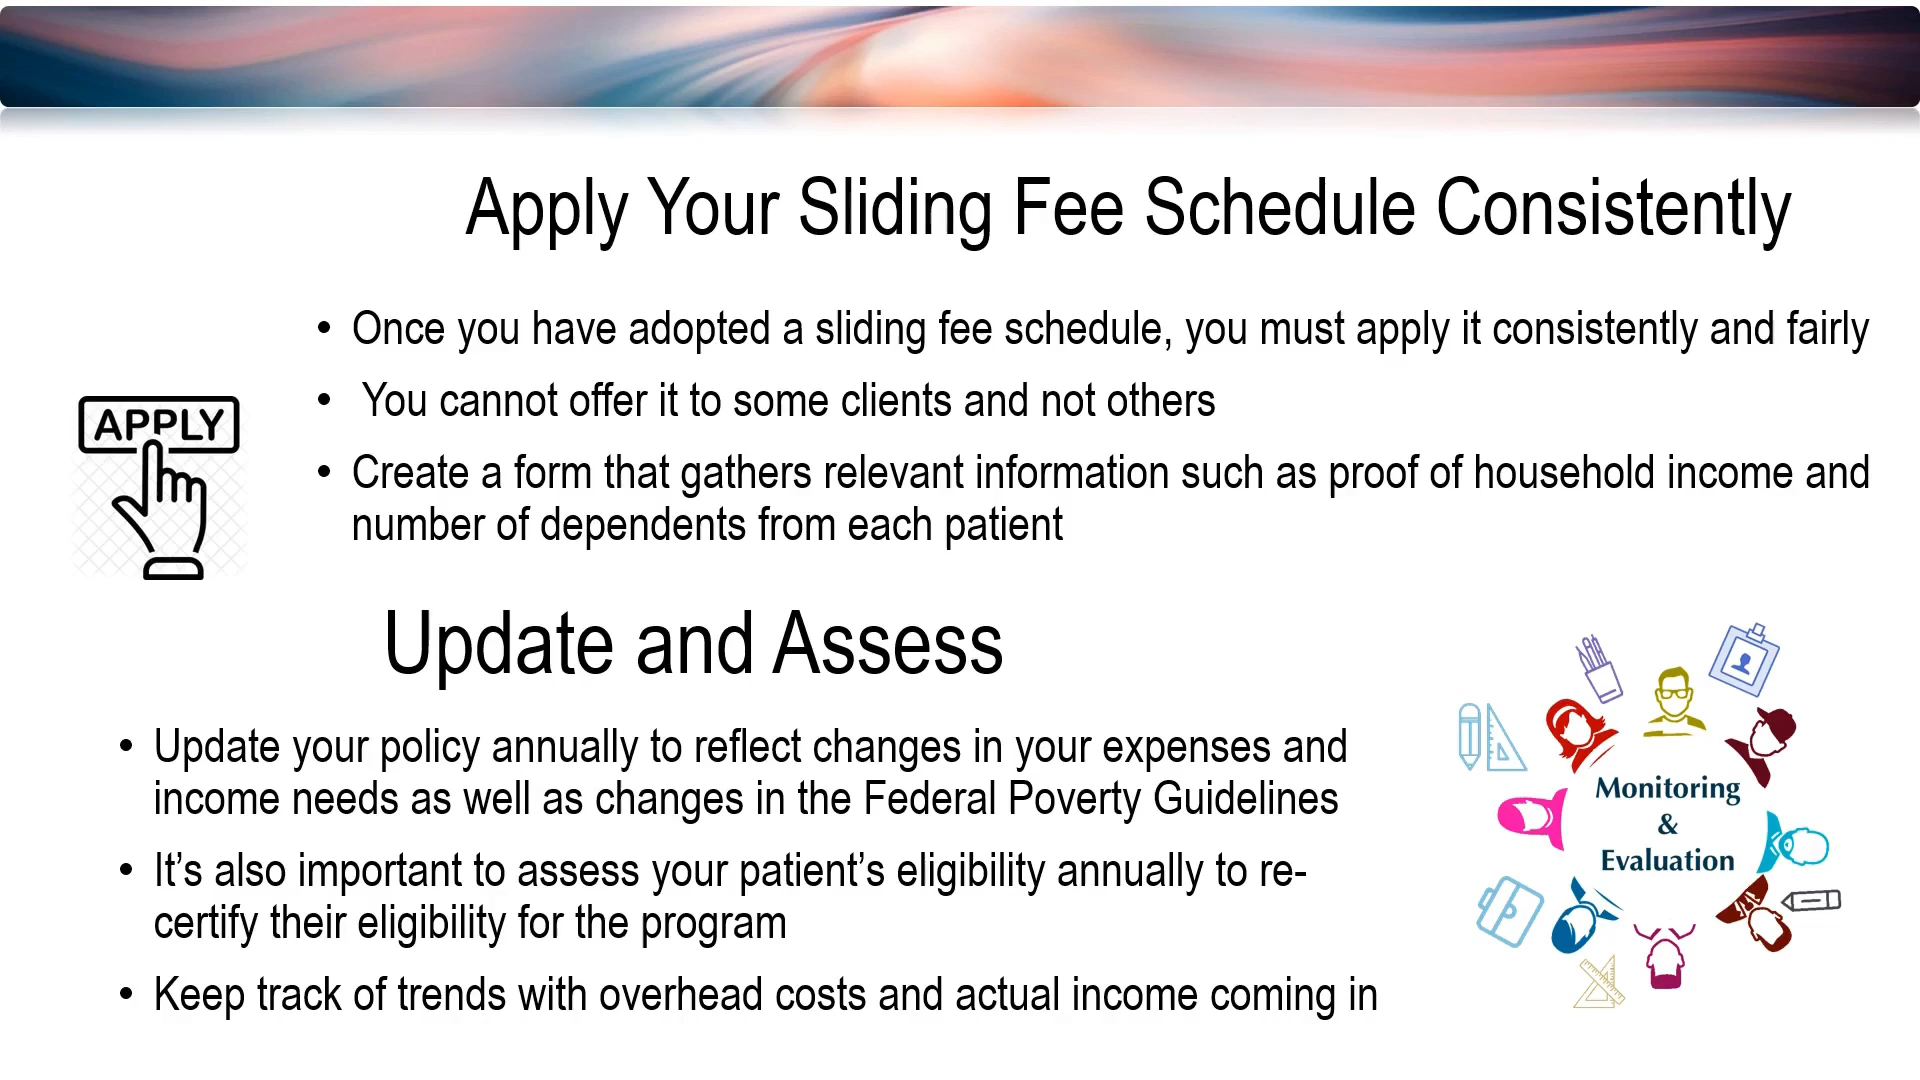 Apply Your Sliding Fee Schedule Consistently
• Once you have adopted a sliding fee schedule, you must apply it consistently and fairly
• You cannot offer it to some clients and not others
• Create a form that gathers relevant information such as proof of household income and
number of dependents from each patient
APPLY
Update and Assess
• Update your policy annually to reflect changes in your expenses and
income needs as well as changes in the Federal Poverty Guidelines
• It’s also important to assess your patient’s eligibility annually to re-
certify their eligibility for the program
• Keep track of trends with overhead costs and actual income coming in
Monitoring
&
Evaluation